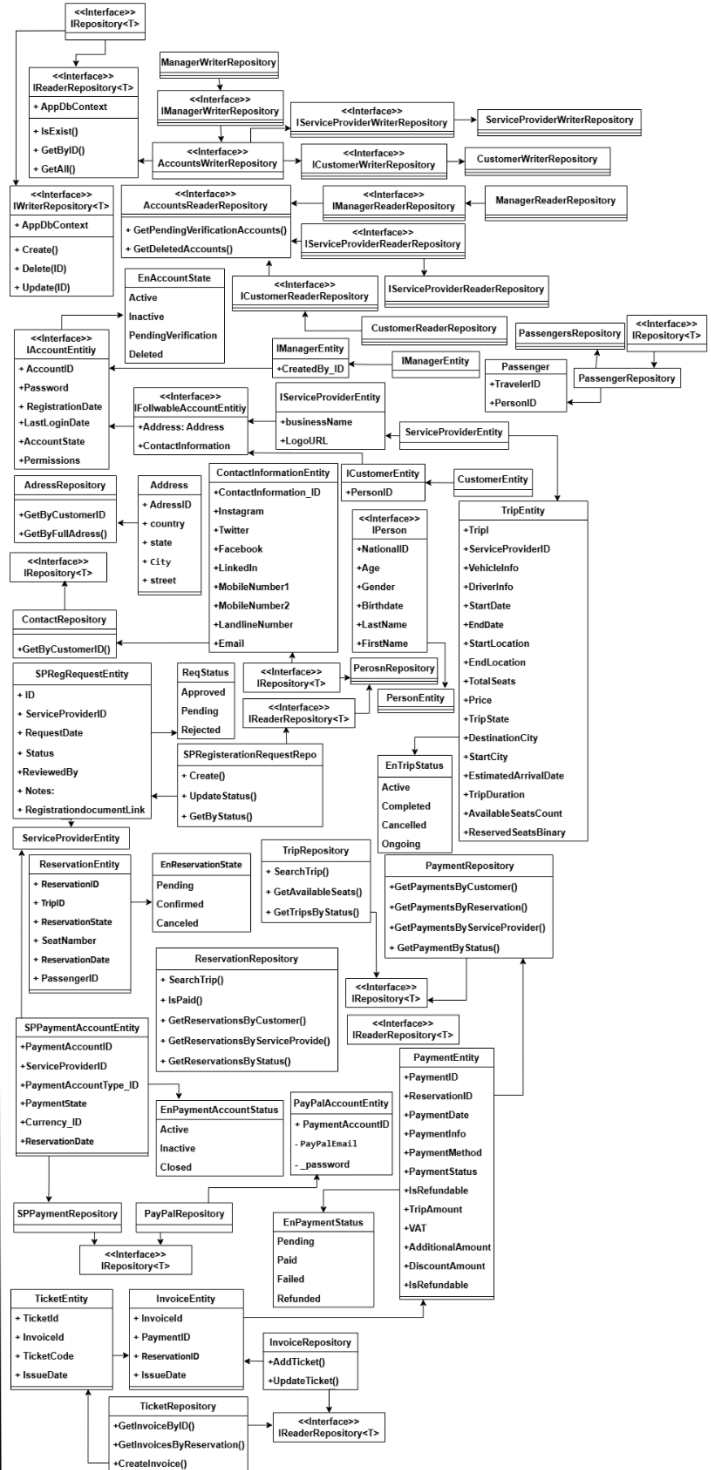 <<Interface>>
IRepository<T>
<<Interface>>
IReaderRepository<T>
+ AppDbContext
+ IsExist()
+ GetByID()
+ GetAll()
ManagerWriterRepository
<<Interface>>
IManagerWriterRepository
AccountsWriterRepository
<<Interface>>
IServiceProviderWriterRepository
ServiceProviderWriterRepository
<<Interface>>
ICustomerWriterRepository
CustomerWriterRepository
<<Interface>>
IWriterRepository<T>
+ AppDbContext
+ Create()
+ Delete(ID)
+ Update(ID)
<<Interface>>
AccountsReaderRepository
+ GetPendingVerificationAccounts()
+ GetDeletedAccounts()
<<Interface>>
IManagerReaderRepository
ManagerReaderRepository
<<Interface>>
IServiceProviderReaderRepository
IServiceProviderReaderRepository
<<Interface>>
ICustomerReaderRepository
CustomerReaderRepository
EnAccountState
Active
Inactive
PendingVerification
Deleted
PassengersRepository
<<Interface>>
IRepository<T>
PassengerRepository
Passenger
+TravelerID
+PersonID
<<Interface>>
IAccountEntity
+ AccountID
+Password
+ RegistrationDate
+LastLoginDate
+AccountState
+Permissions
IManagerEntity
+CreatedBy_ID
IManagerEntity
<<Interface>>
IFollwableAccountEntitiy
+Address: Address
+ContactInformation
IServiceProviderEntity
+businessName
+LogoURL
ServiceProviderEntity
ICustomerEntity
+PersonID
CustomerEntity
AdressRepository
+GetByCustomerID
+GetByFullAdress()
Address
+ AdressID
+ country
+ state
+ City
+ street
ContactInformationEntity
+ContactInformation_ID
+Instagram
+Twitter
+Facebook
+LinkedIn
+MobileNumber1
+MobileNumber2
+LandlineNumber
+Email
<<Interface>>
IPerson
+NationalID
+Age
+Gender
+Birthdate
+LastName
+FirstName
TripEntity
+TripI
+ServiceProviderID
+VehicleInfo
+DriverInfo
+StartDate
+EndDate
+StartLocation
+EndLocation
+TotalSeats
+Price
+TripState
+DestinationCity
+StartCity
+EstimatedArrivalDate
+TripDuration
+AvailableSeatsCount
+ReservedSeatsBinary
<<Interface>>
IRepository<T>
ContactRepository
+GetByCustomerID()
<<Interface>>
IRepository<T>
PerosnRepository
PersonEntity
<<Interface>>
IReaderRepository<T>
SPRegRequestEntity
+ ID
+ ServiceProviderID
+ RequestDate
+ Status
+ReviewedBy
+ Notes:
+ RegistrationdocumentLink
ReqStatus
Approved
Pending
Rejected
SPRegisterationRequestRepo
+ Create()
+ UpdateStatus()
+ GetByStatus()
EnTripStatus
Active
Completed
Cancelled
Ongoing
ServiceProviderEntity
ReservationEntity
+ ReservationID
+ TripID
+ ReservationState
+ SeatNamber
+ ReservationDate
+ PassengerID
EnReservationState
Pending
Confirmed
Canceled
TripRepository
+ SearchTrip()
+ GetAvailableSeats()
+ GetTripsByStatus()
PaymentRepository
+GetPaymentsByCustomer()
+GetPaymentsByReservation()
+GetPaymentsByServiceProvider()
+ GetPaymentByStatus()
ReservationRepository
+ SearchTrip()
+ IsPaid()
+ GetReservationsByCustomer()
+ GetReservationsByServiceProvide()
+ GetReservationsByStatus()
<<Interface>>
IRepository<T>
<<Interface>>
IReaderRepository<T>
SPPaymentAccountEntity
+PaymentAccountID
+ServiceProviderID
+PaymentAccountType_ID
+PaymentState
+Currency_ID
+ReservationDate
EnPaymentAccountStatus
Active
Inactive
Closed
PayPalAccountEntity
+ PaymentAccountID
- PayPalEmail
- _password
PaymentEntity
+PaymentID
+ReservationID
+PaymentDate
+PaymentInfo
+PaymentMethod
+PaymentStatus
+IsRefundable
+TripAmount
+VAT
+AdditionalAmount
+DiscountAmount
+IsRefundable
SPPaymentRepository
PayPalRepository
<<Interface>>
IRepository<T>
EnPaymentStatus
Pending
Paid
Failed
Refunded
TicketEntity
+ TicketId
+ InvoiceId
+ TicketCode
+ IssueDate
InvoiceEntity
+ InvoiceId
+ PaymentID
+ ReservationID
+ IssueDate
InvoiceRepository
+AddTicket()
+UpdateTicket()
TicketRepository
+GetInvoiceByID()
+GetInvoicesByReservation()
+CreateInvoice()
<<Interface>>
IReaderRepository<T>